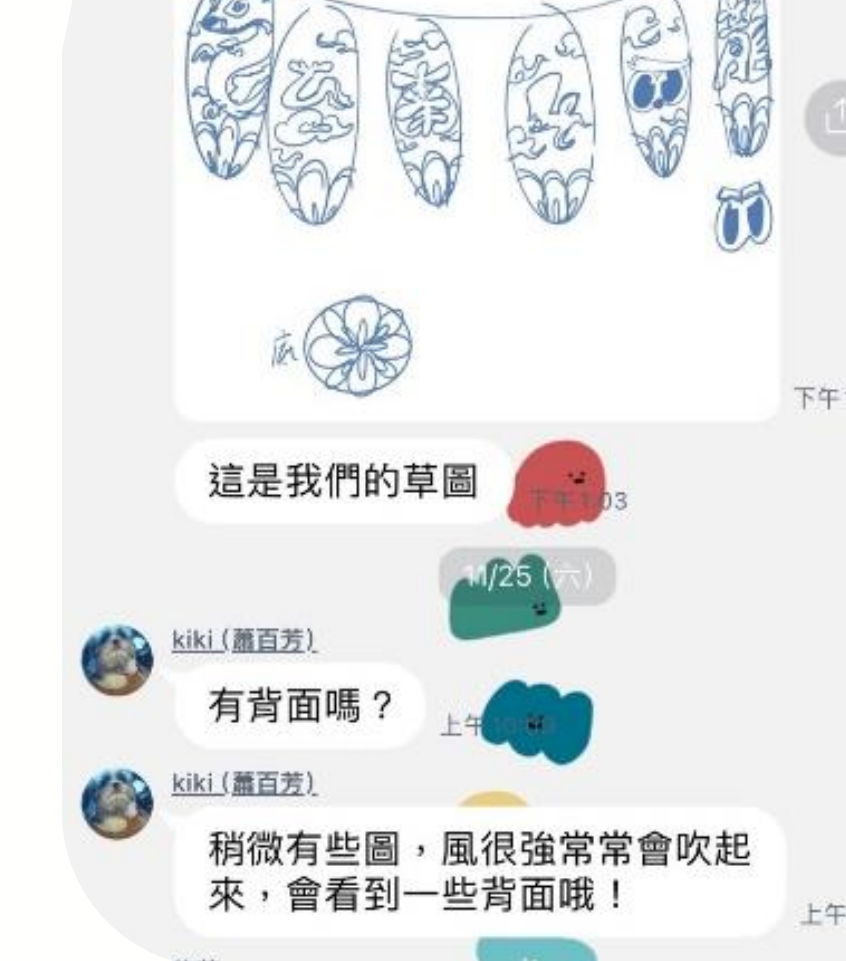 底
下午
這是我們的草圖
下午 1:03
11/25 (六)
kiki (蕭百芳)
有背面嗎？
上午
kiki (蕭百芳)
稍微有些圖，風很強常常會吹起
來，會看到一些背面哦！
上午